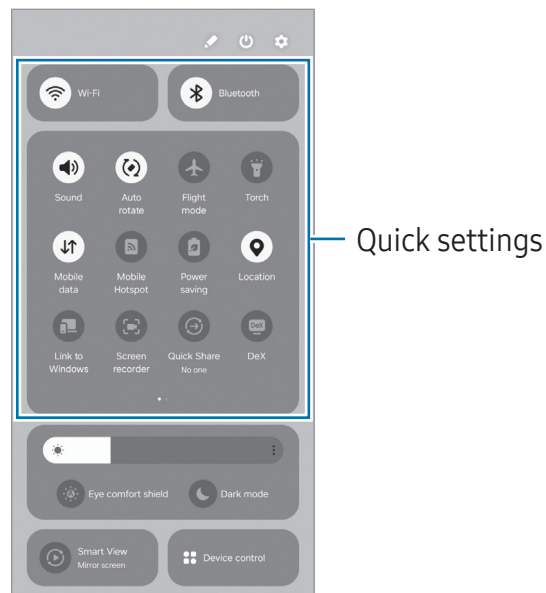 Wi-Fi
Bluetooth
Sound
Auto rotate
Flight mode
Torch
Mobile data
Mobile Hotspot
Power saving
Location
Link to Windows
Screen recorder
Quick Share
No one
DeX
DeX
Quick settings
Eye comfort shield
Dark mode
Smart View
Mirror screen
Device control